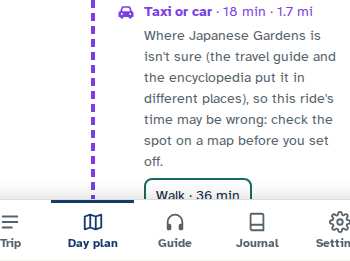 Taxi or car · 18 min · 1.7 mi
Where Japanese Gardens is
isn't sure (the travel guide and
the encyclopedia put it in
different places), so this ride's
time may be wrong: check the
spot on a map before you set
off.
Walk · 36 min
Trip
Day plan
Guide
Journal
Settin